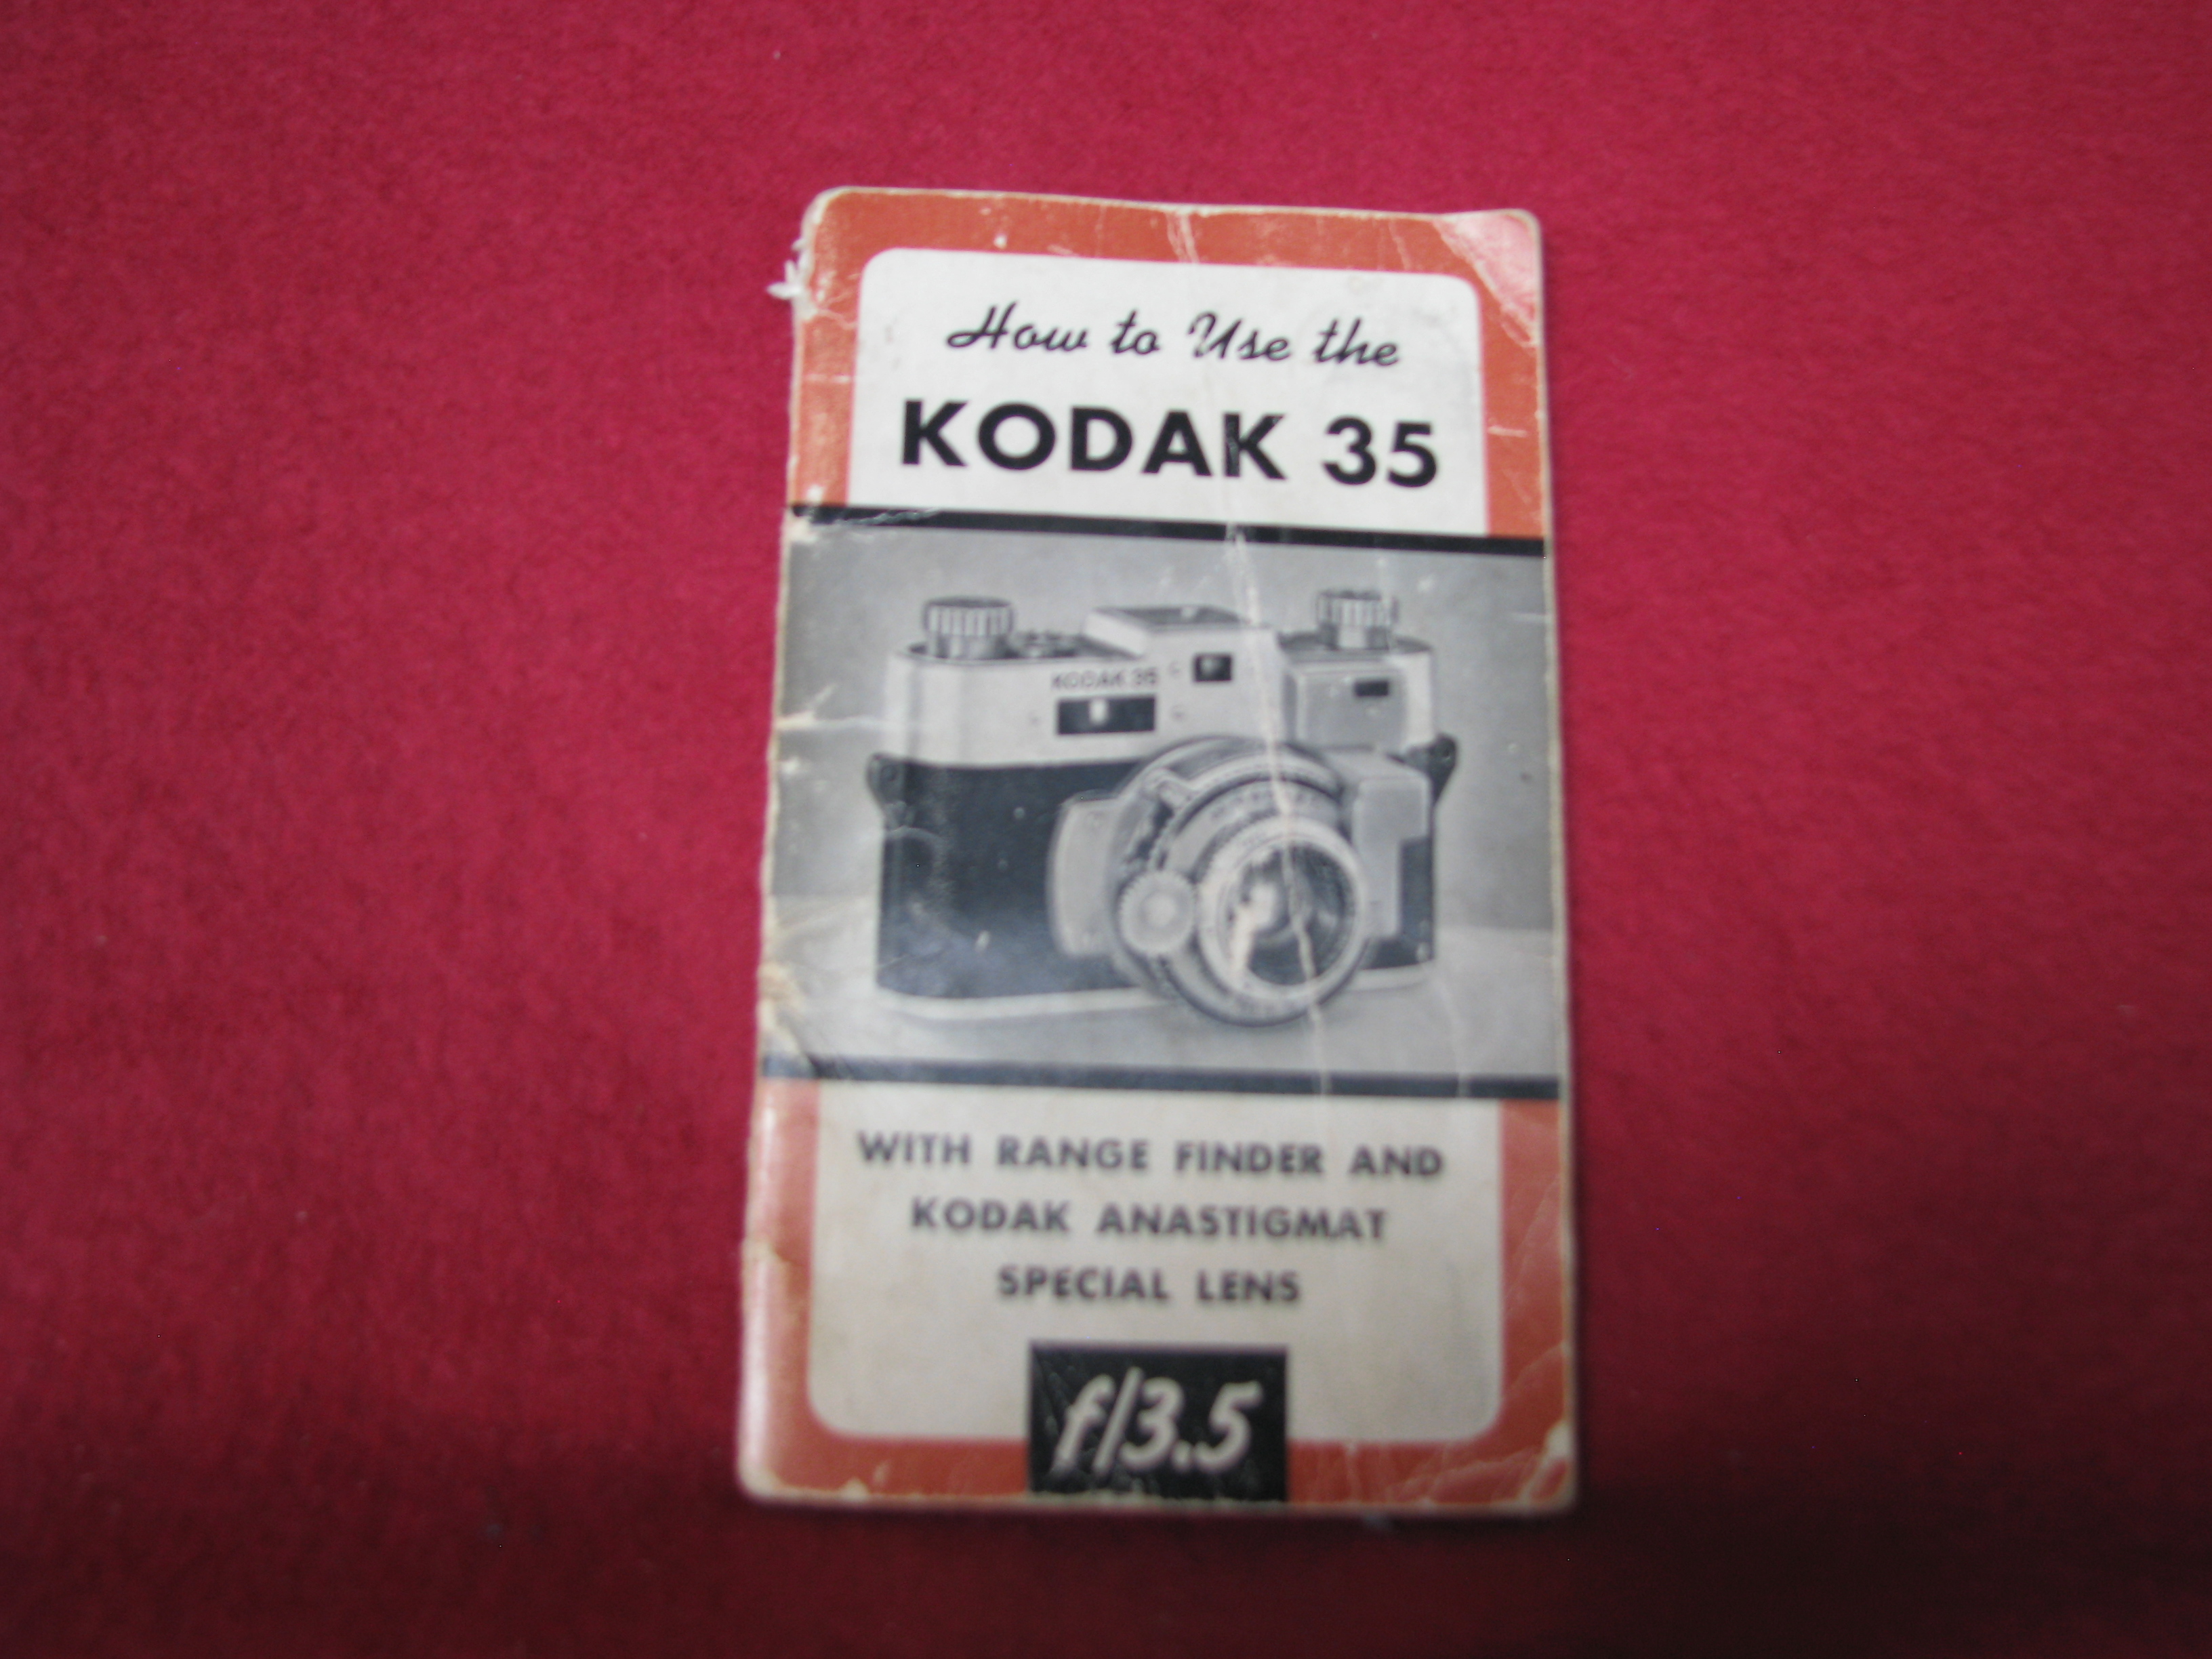 How to Use the
KODAK 35
KODAK 35
WITH RANGE FINDER AND
KODAK ANASTIGMAT
SPECIAL LENS
f/3.5